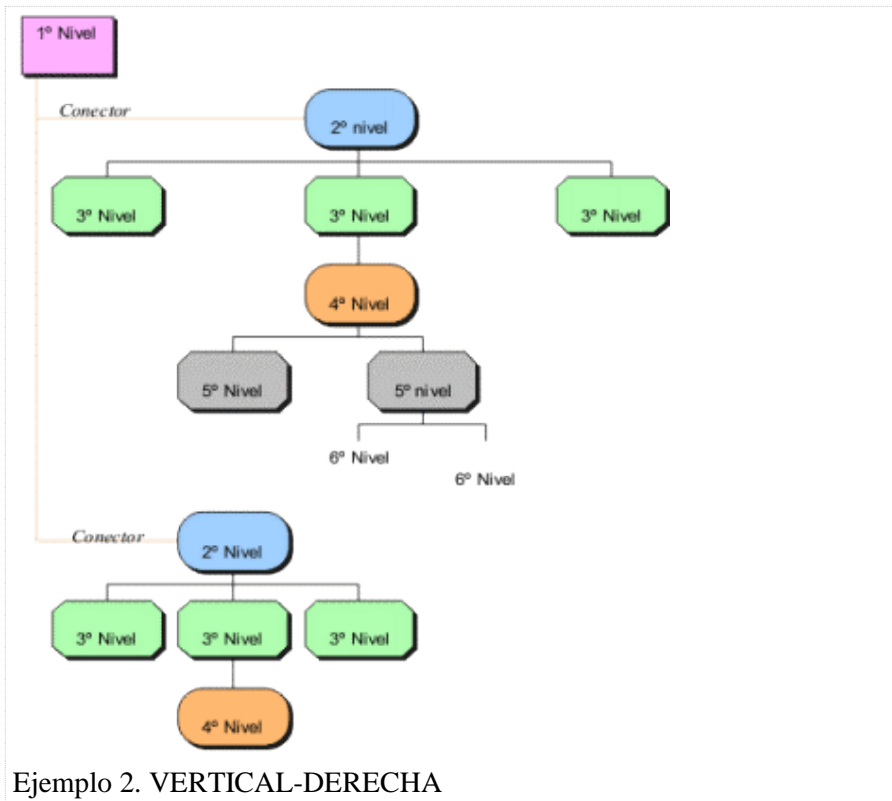 1º Nivel
Conector
2º nivel
3º Nivel 3º Nivel 3º Nivel
4º Nivel
5º Nivel 5º nivel
6º Nivel
6º Nivel
Conector
2º Nivel
3º Nivel 3º Nivel 3º Nivel
4º Nivel
Ejemplo 2. VERTICAL-DERECHA